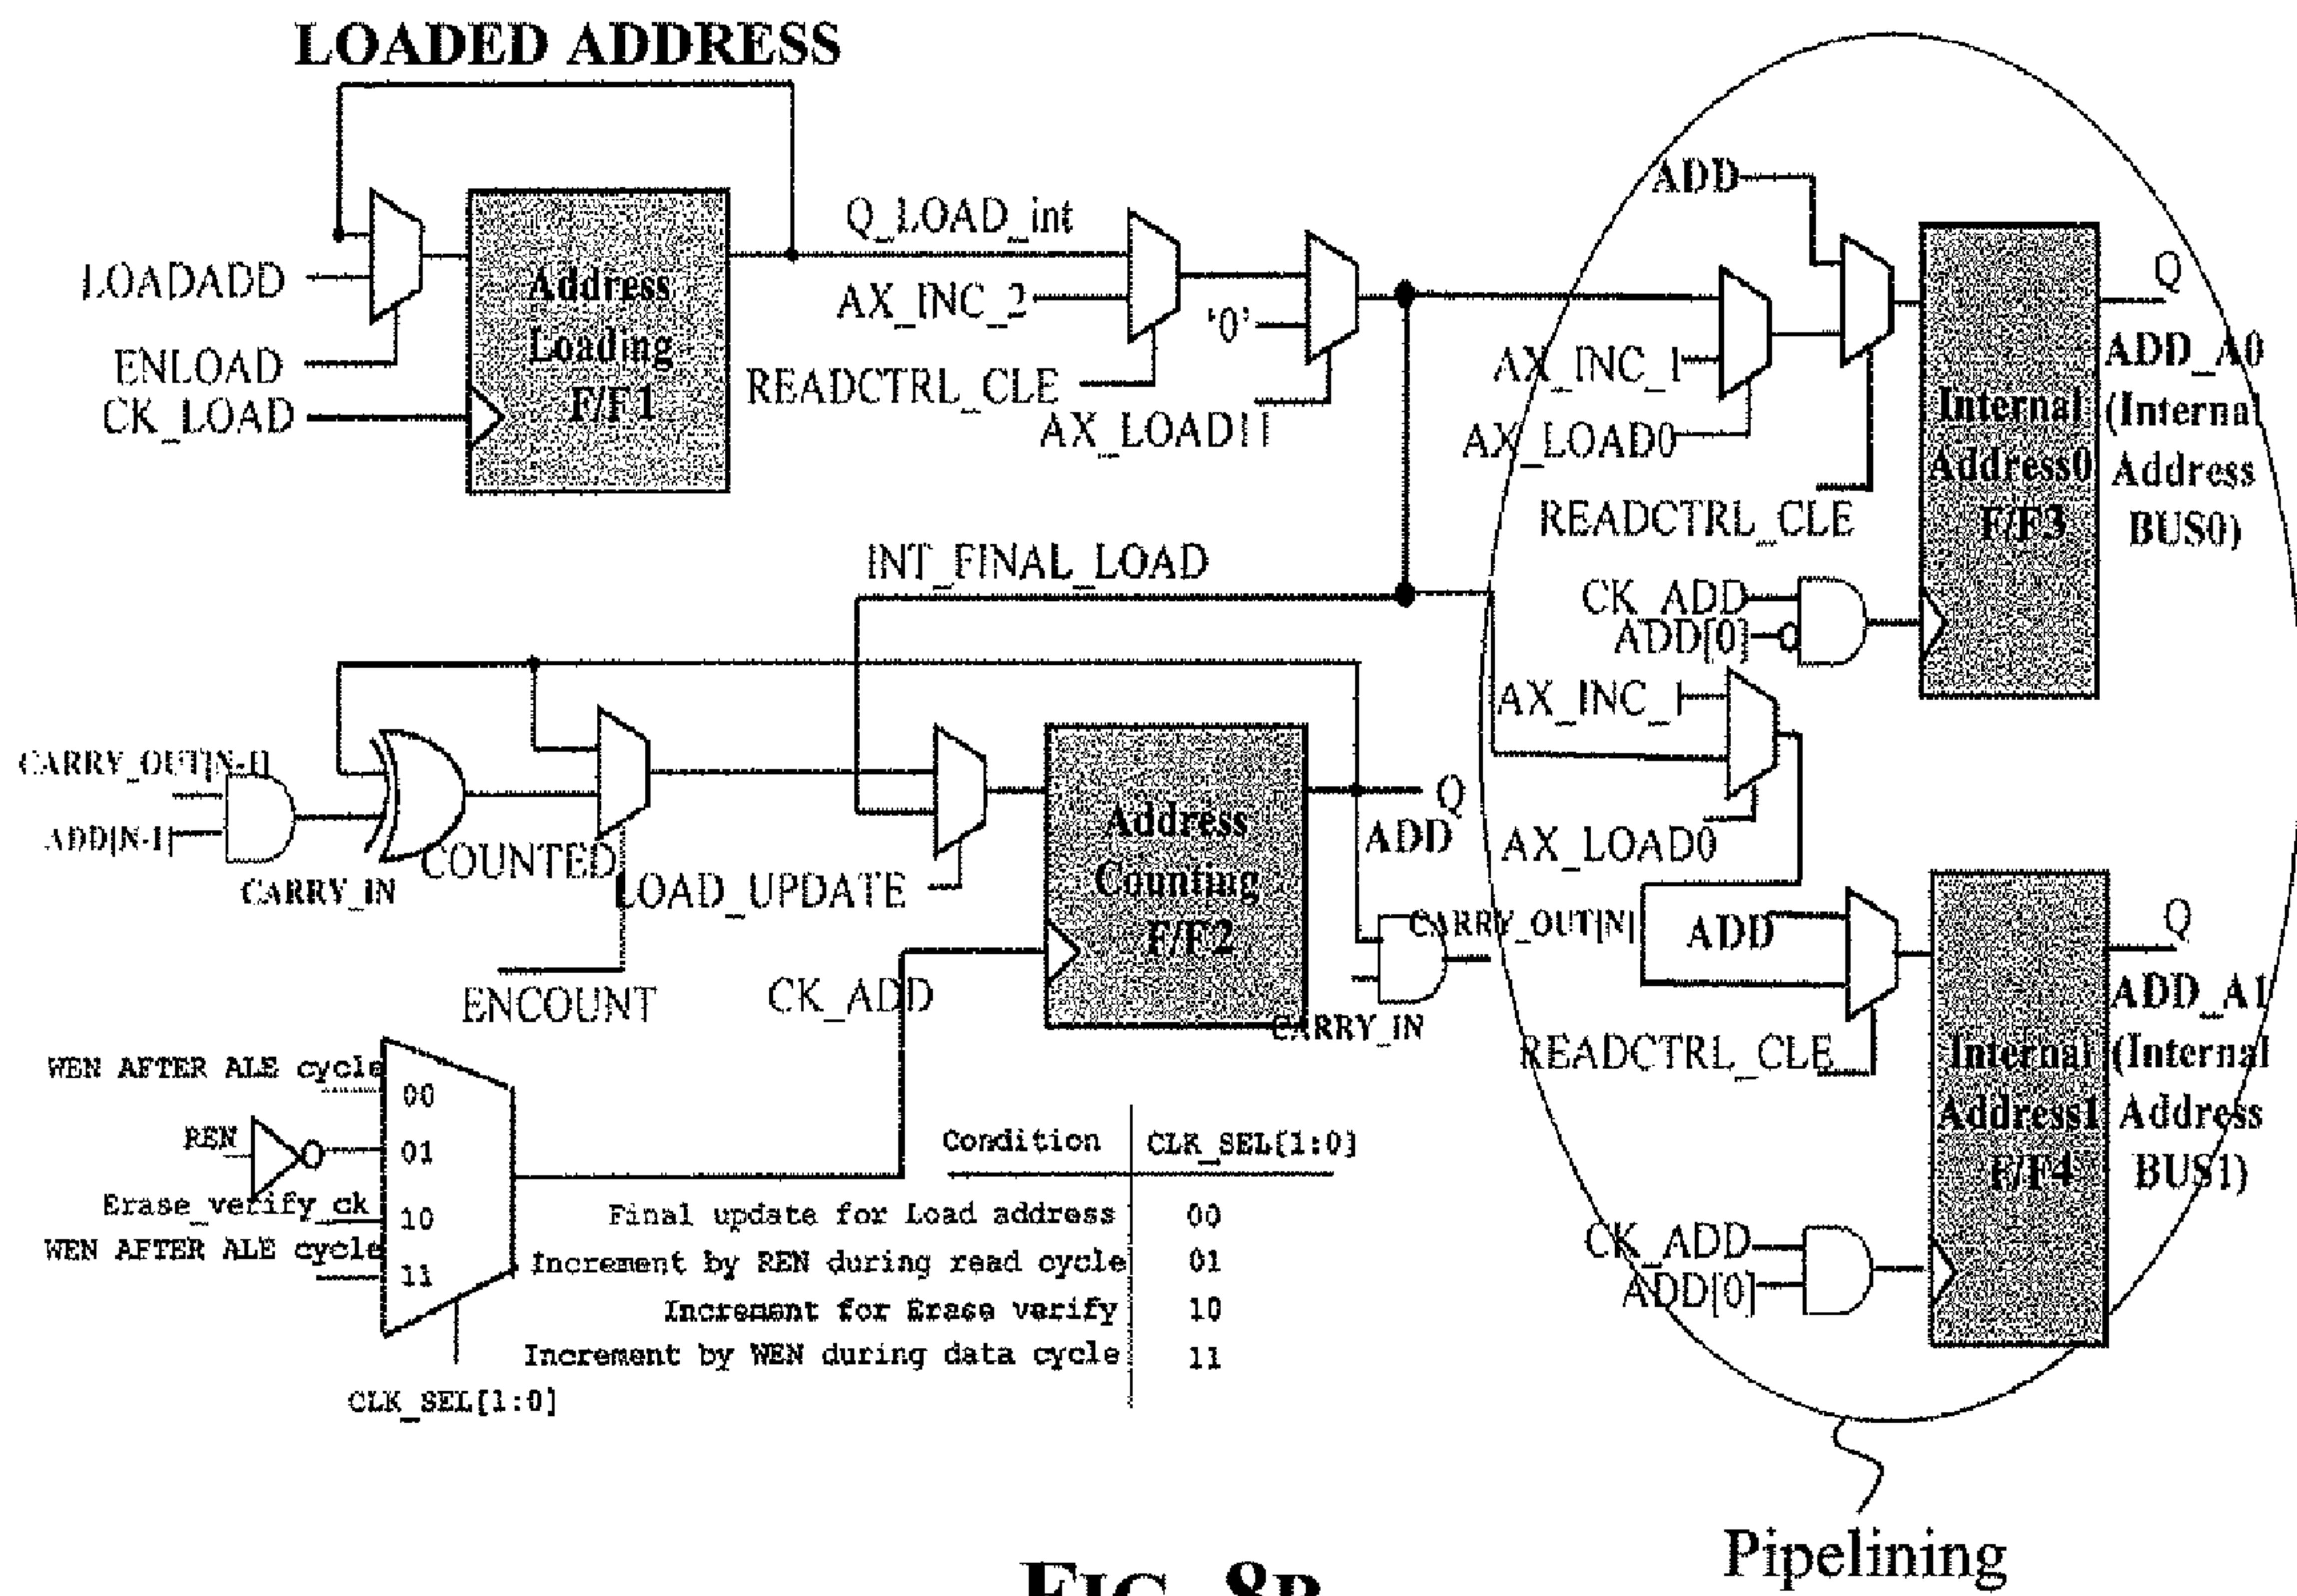 LOADED ADDRESS
LOADADD
ENLOAD
CK_LOAD
Address
Loading
F/F1
Q_LOAD_int
AX_INC_2
READCTRL_CLE
'0'
AX_LOAD11
ADD
AX_INC_1
AX_LOAD0
READCTRL_CLE
Internal
Address0
F/F3
Q
ADD_A0
(Internal
Address
BUS0)
CK_ADD
ADD[0]
INT_FINAL_LOAD
CARRY_OUT[N-1]
ADD[N-1]
CARRY_IN
COUNTED
ENCOUNT
LOAD_UPDATE
CK_ADD
Address
Counting
F/F2
Q
ADD
CARRY_OUT[N]
CARRY_IN
AX_INC_1
AX_LOAD0
ADD
READCTRL_CLE
Internal
Address1
F/F4
Q
ADD_A1
(Internal
Address
BUS1)
CK_ADD
ADD[0]
WEN AFTER ALE cycle
00
REN
01
Erase_verify_ck
10
WEN AFTER ALE cycle
11
CLK_SEL[1:0]
Condition CLK_SEL[1:0]
Final update for Load address 00
Increment by REN during read cycle 01
Increment for Erase verify 10
Increment by WEN during data cycle 11
Pipelining
FIG. 8B